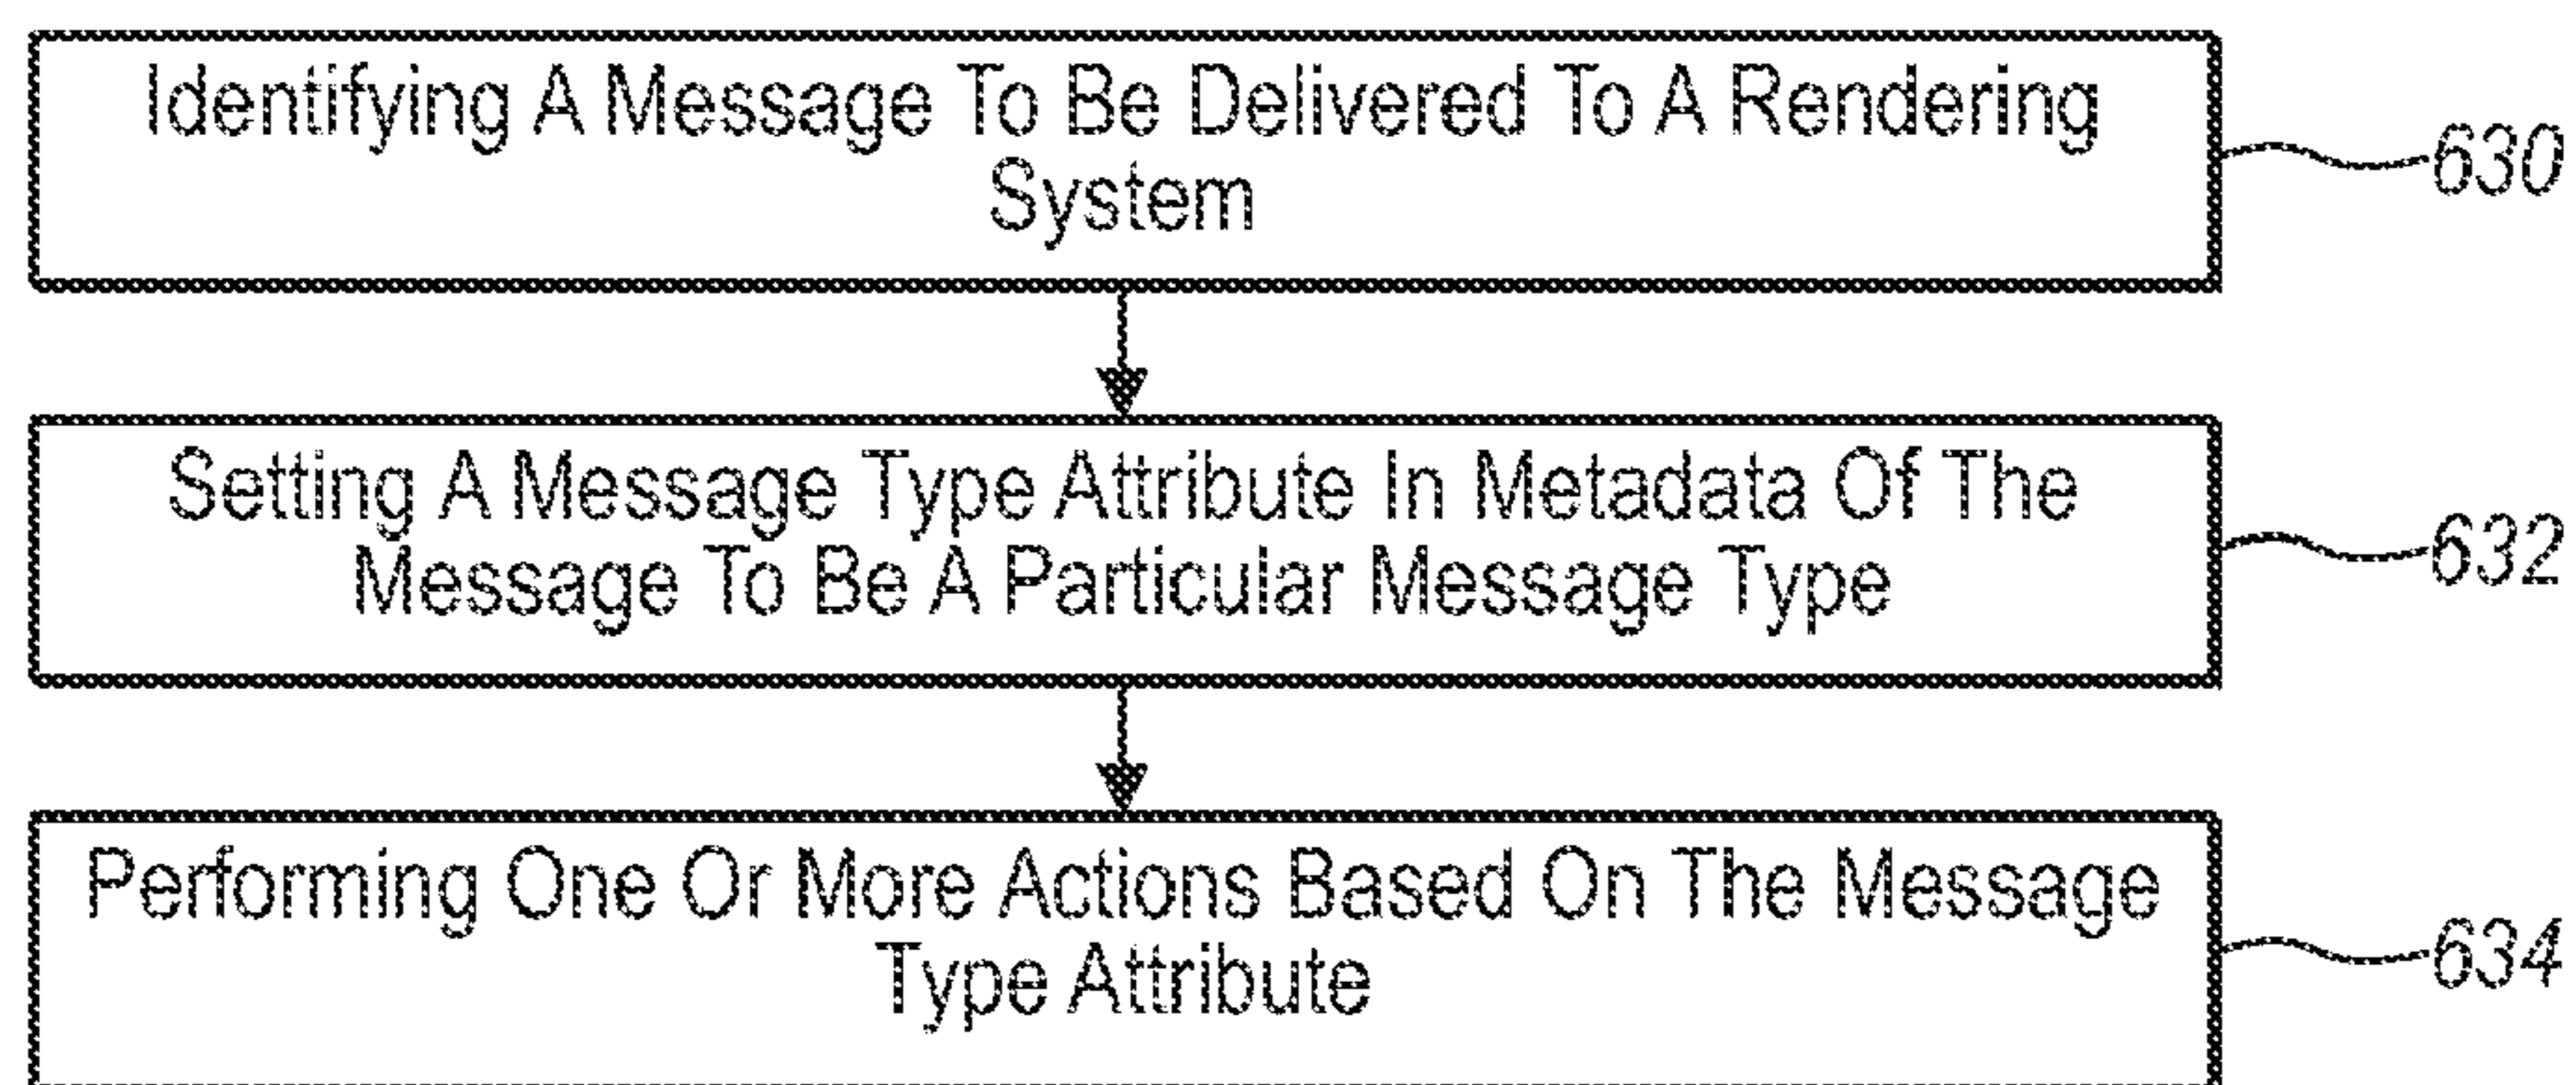 Identifying A Message To Be Delivered To A Rendering
System
630
Setting A Message Type Attribute In Metadata Of The
Message To Be A Particular Message Type
632
Performing One Or More Actions Based On The Message
Type Attribute
634